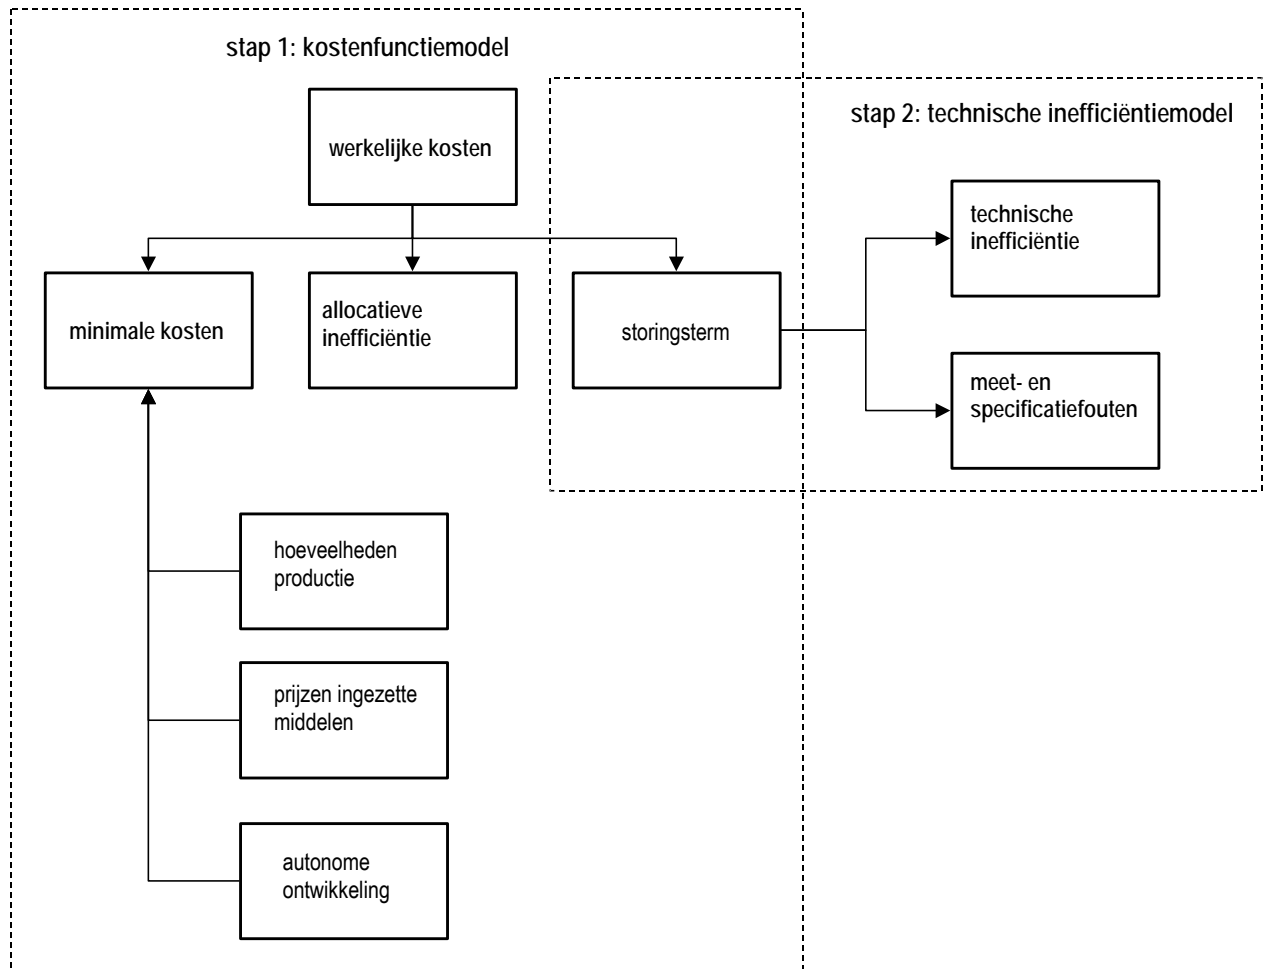 stap 1: kostenfunctiemodel
stap 2: technische inefficiëntiemodel
werkelijke kosten
technische
inefficiëntie
minimale kosten
allocatieve
inefficiëntie
storingsterm
meet- en
specificatiefouten
hoeveelheden
productie
prijzen ingezette
middelen
autonome
ontwikkeling